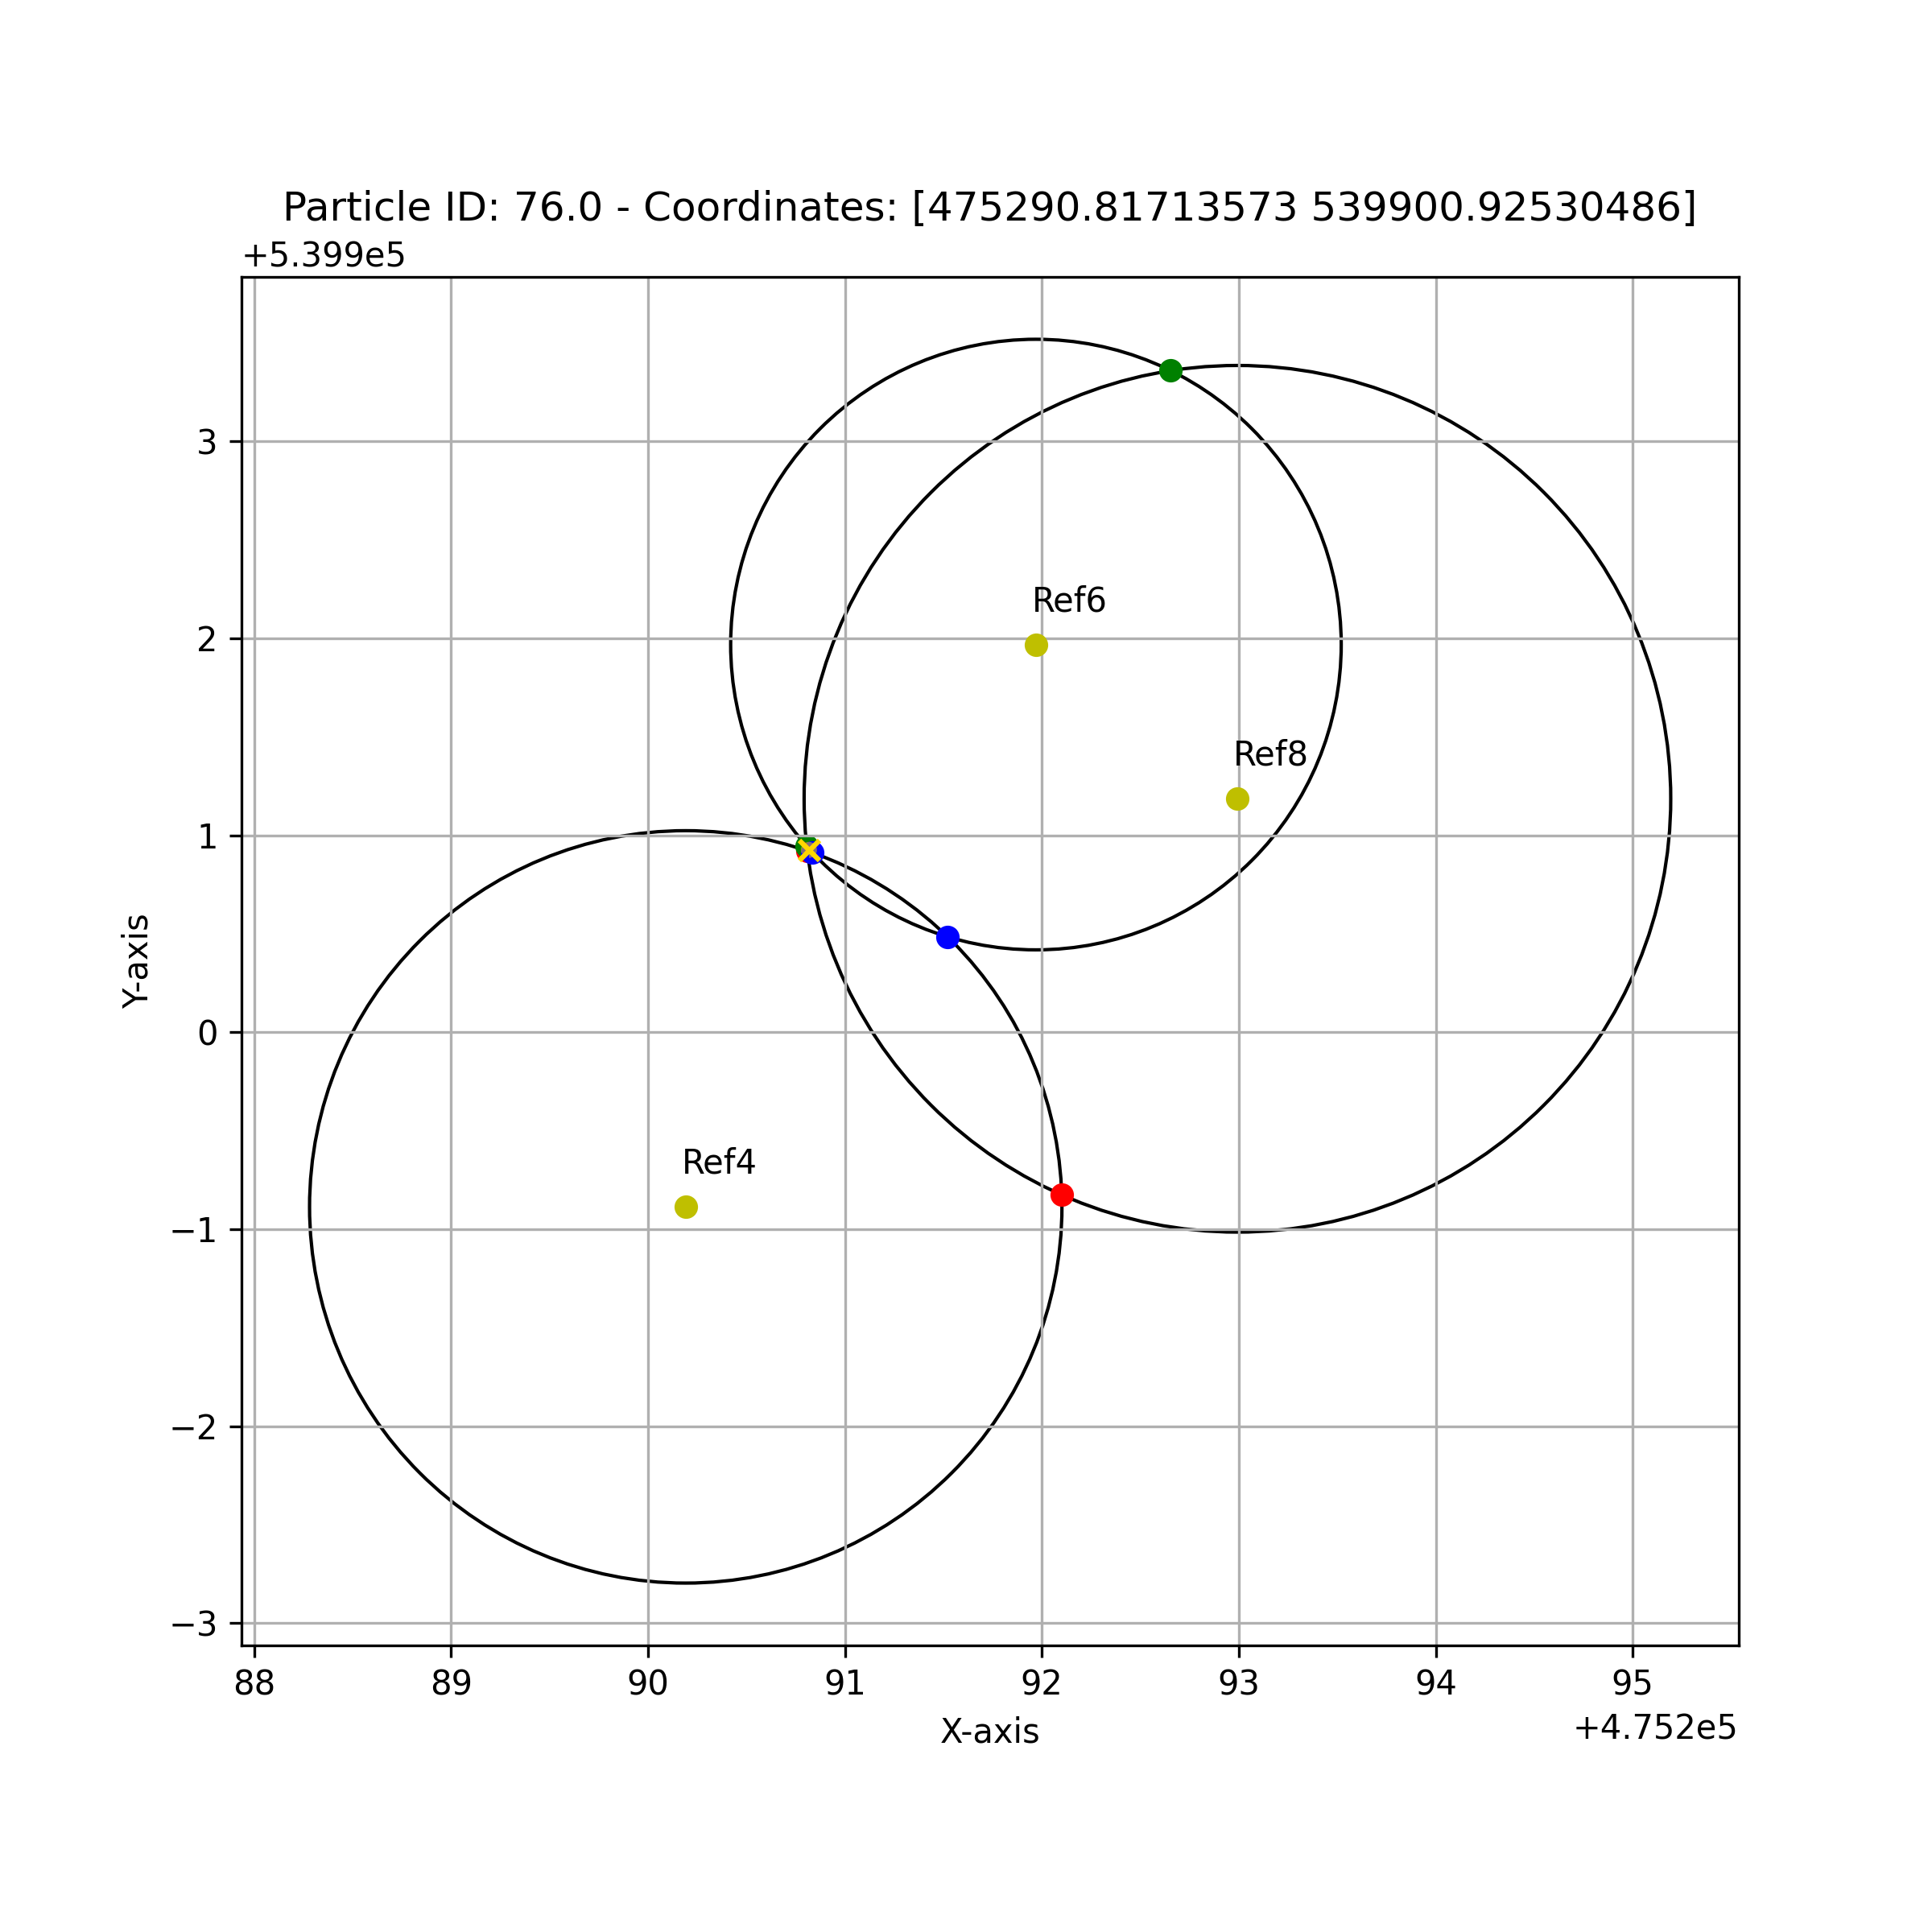 Particle ID: 76.0 - Coordinates: [475290.81713573 539900.92530486]
+5.399e5
3
2
1
0
−1
−2
−3
Y-axis
Ref6
Ref8
Ref4
88 89 90 91 92 93 94 95
X-axis
+4.752e5